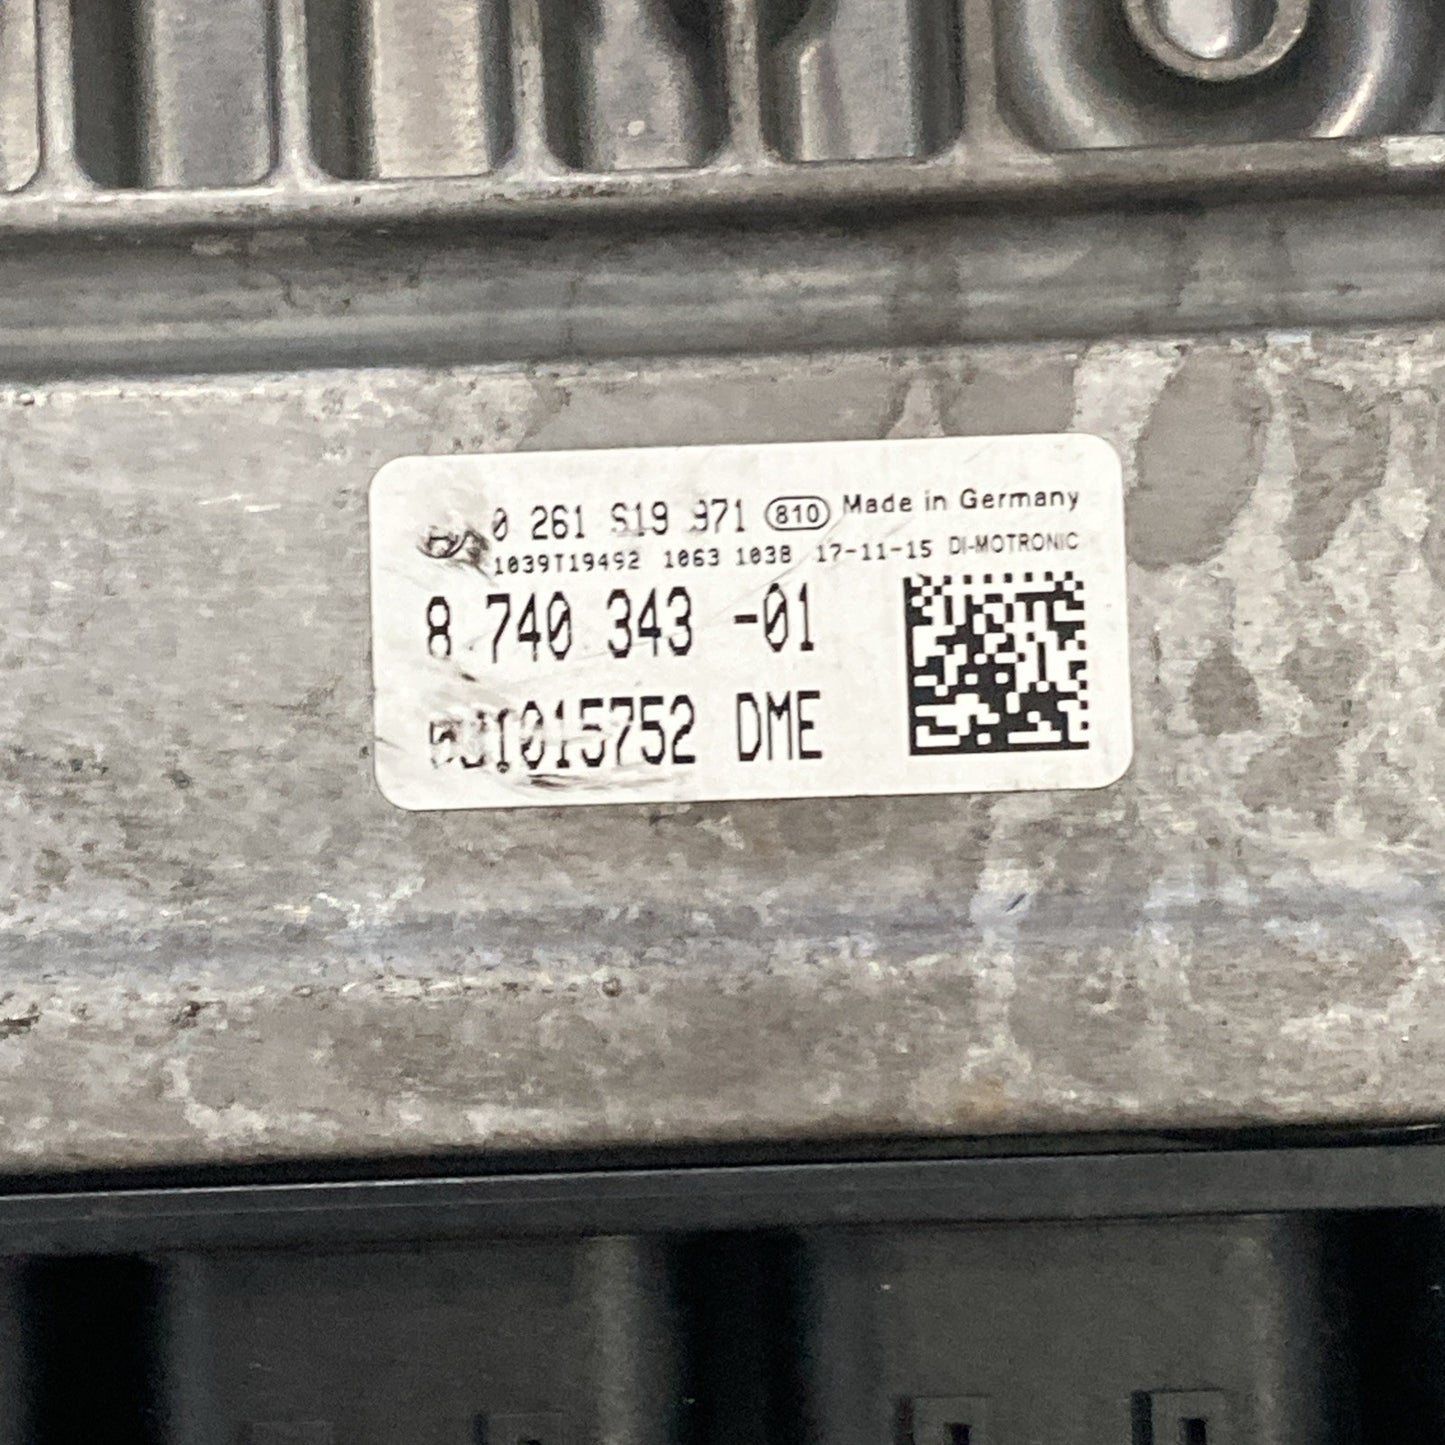 0 261 S19 971 810 Made in Germany
1039T19492 1063 1038 17-11-15 DI-MOTRONIC
8 740 343 -01
DME